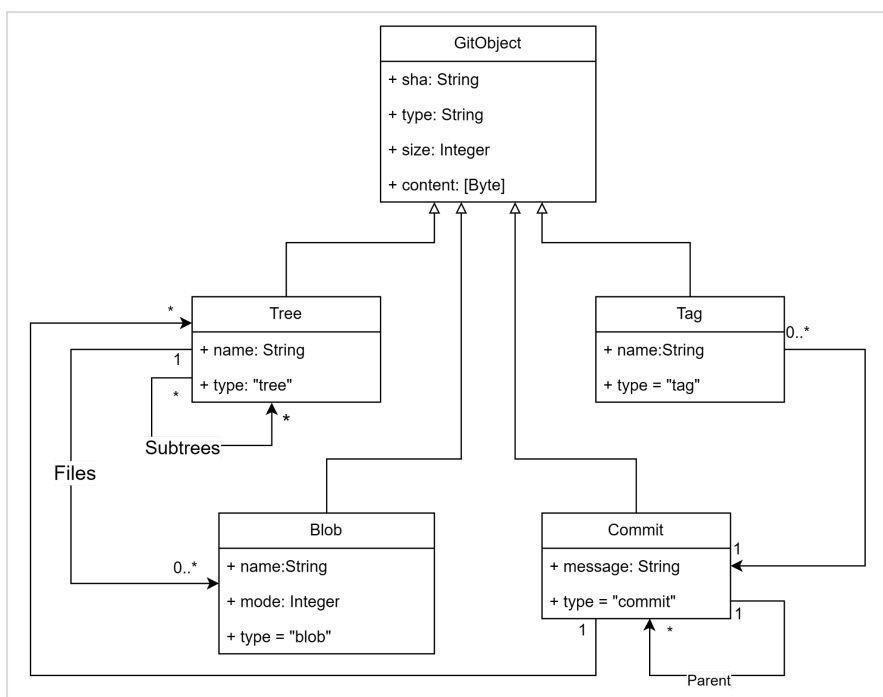 GitObject
+ sha: String
+ type: String
+ size: Integer
+ content: [Byte]
Tree
+ name: String
+ type: "tree"
*
1
*
*
Subtrees
Files
Tag
+ name:String
+ type = "tag"
0..*
Blob
+ name:String
+ mode: Integer
+ type = "blob"
0..*
Commit
+ message: String
+ type = "commit"
1
1
1
*
Parent